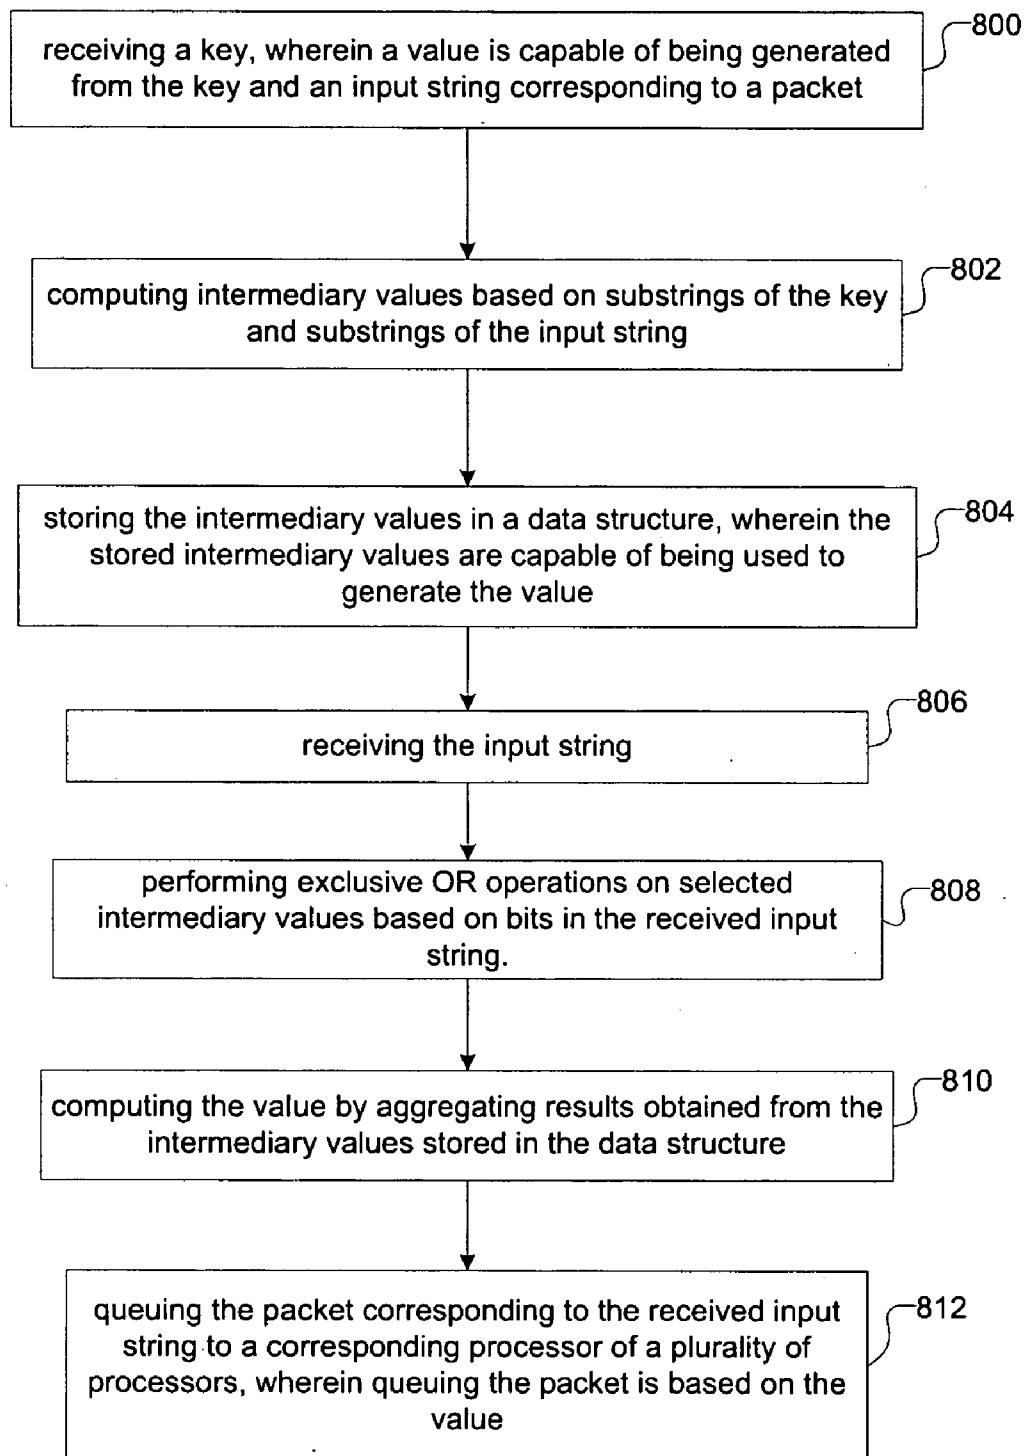 800
receiving a key, wherein a value is capable of being generated
from the key and an input string corresponding to a packet
802
computing intermediary values based on substrings of the key
and substrings of the input string
804
storing the intermediary values in a data structure, wherein the
stored intermediary values are capable of being used to
generate the value
806
receiving the input string
808
performing exclusive OR operations on selected
intermediary values based on bits in the received input
string.
810
computing the value by aggregating results obtained from the
intermediary values stored in the data structure
812
queuing the packet corresponding to the received input
string to a corresponding processor of a plurality of
processors, wherein queuing the packet is based on the
value